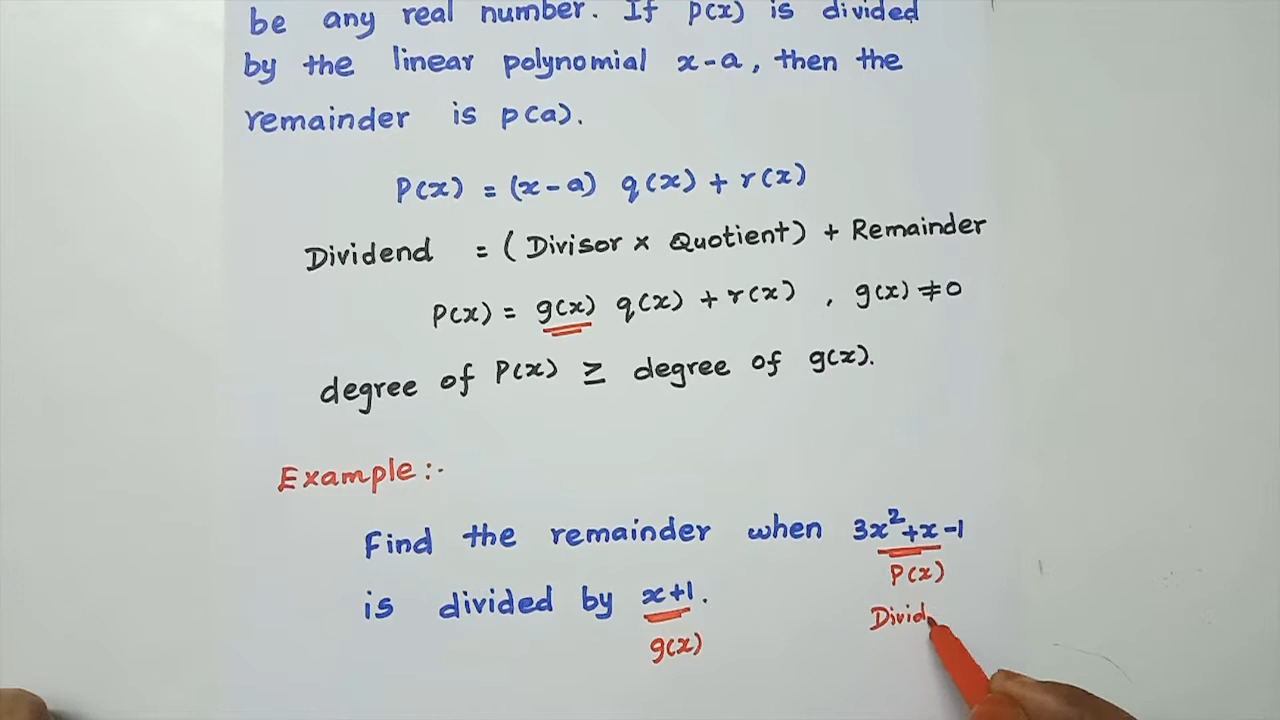 be any real number. If p(x) is divided
by the linear polynomial x-a, then the
remainder is p(a).
P(x) = (x-a) q(x) + r(x)
Dividend = (Divisor x Quotient) + Remainder
P(x) = g(x) q(x) + r(x) , g(x) ≠ 0
degree of P(x) ≥ degree of g(x).
Example :-
Find the remainder when 3x²+x-1
P(x)
is divided by x+1.
g(x)
Divid